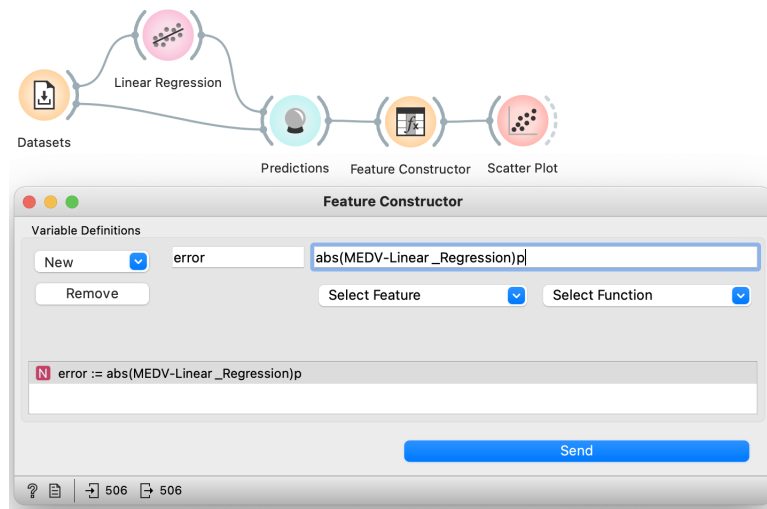 Linear Regression
Datasets
Predictions Feature Constructor Scatter Plot
Feature Constructor
Variable Definitions
New error abs(MEDV-Linear _Regression)p
Remove Select Feature Select Function
N error := abs(MEDV-Linear _Regression)p
Send
? 506 506